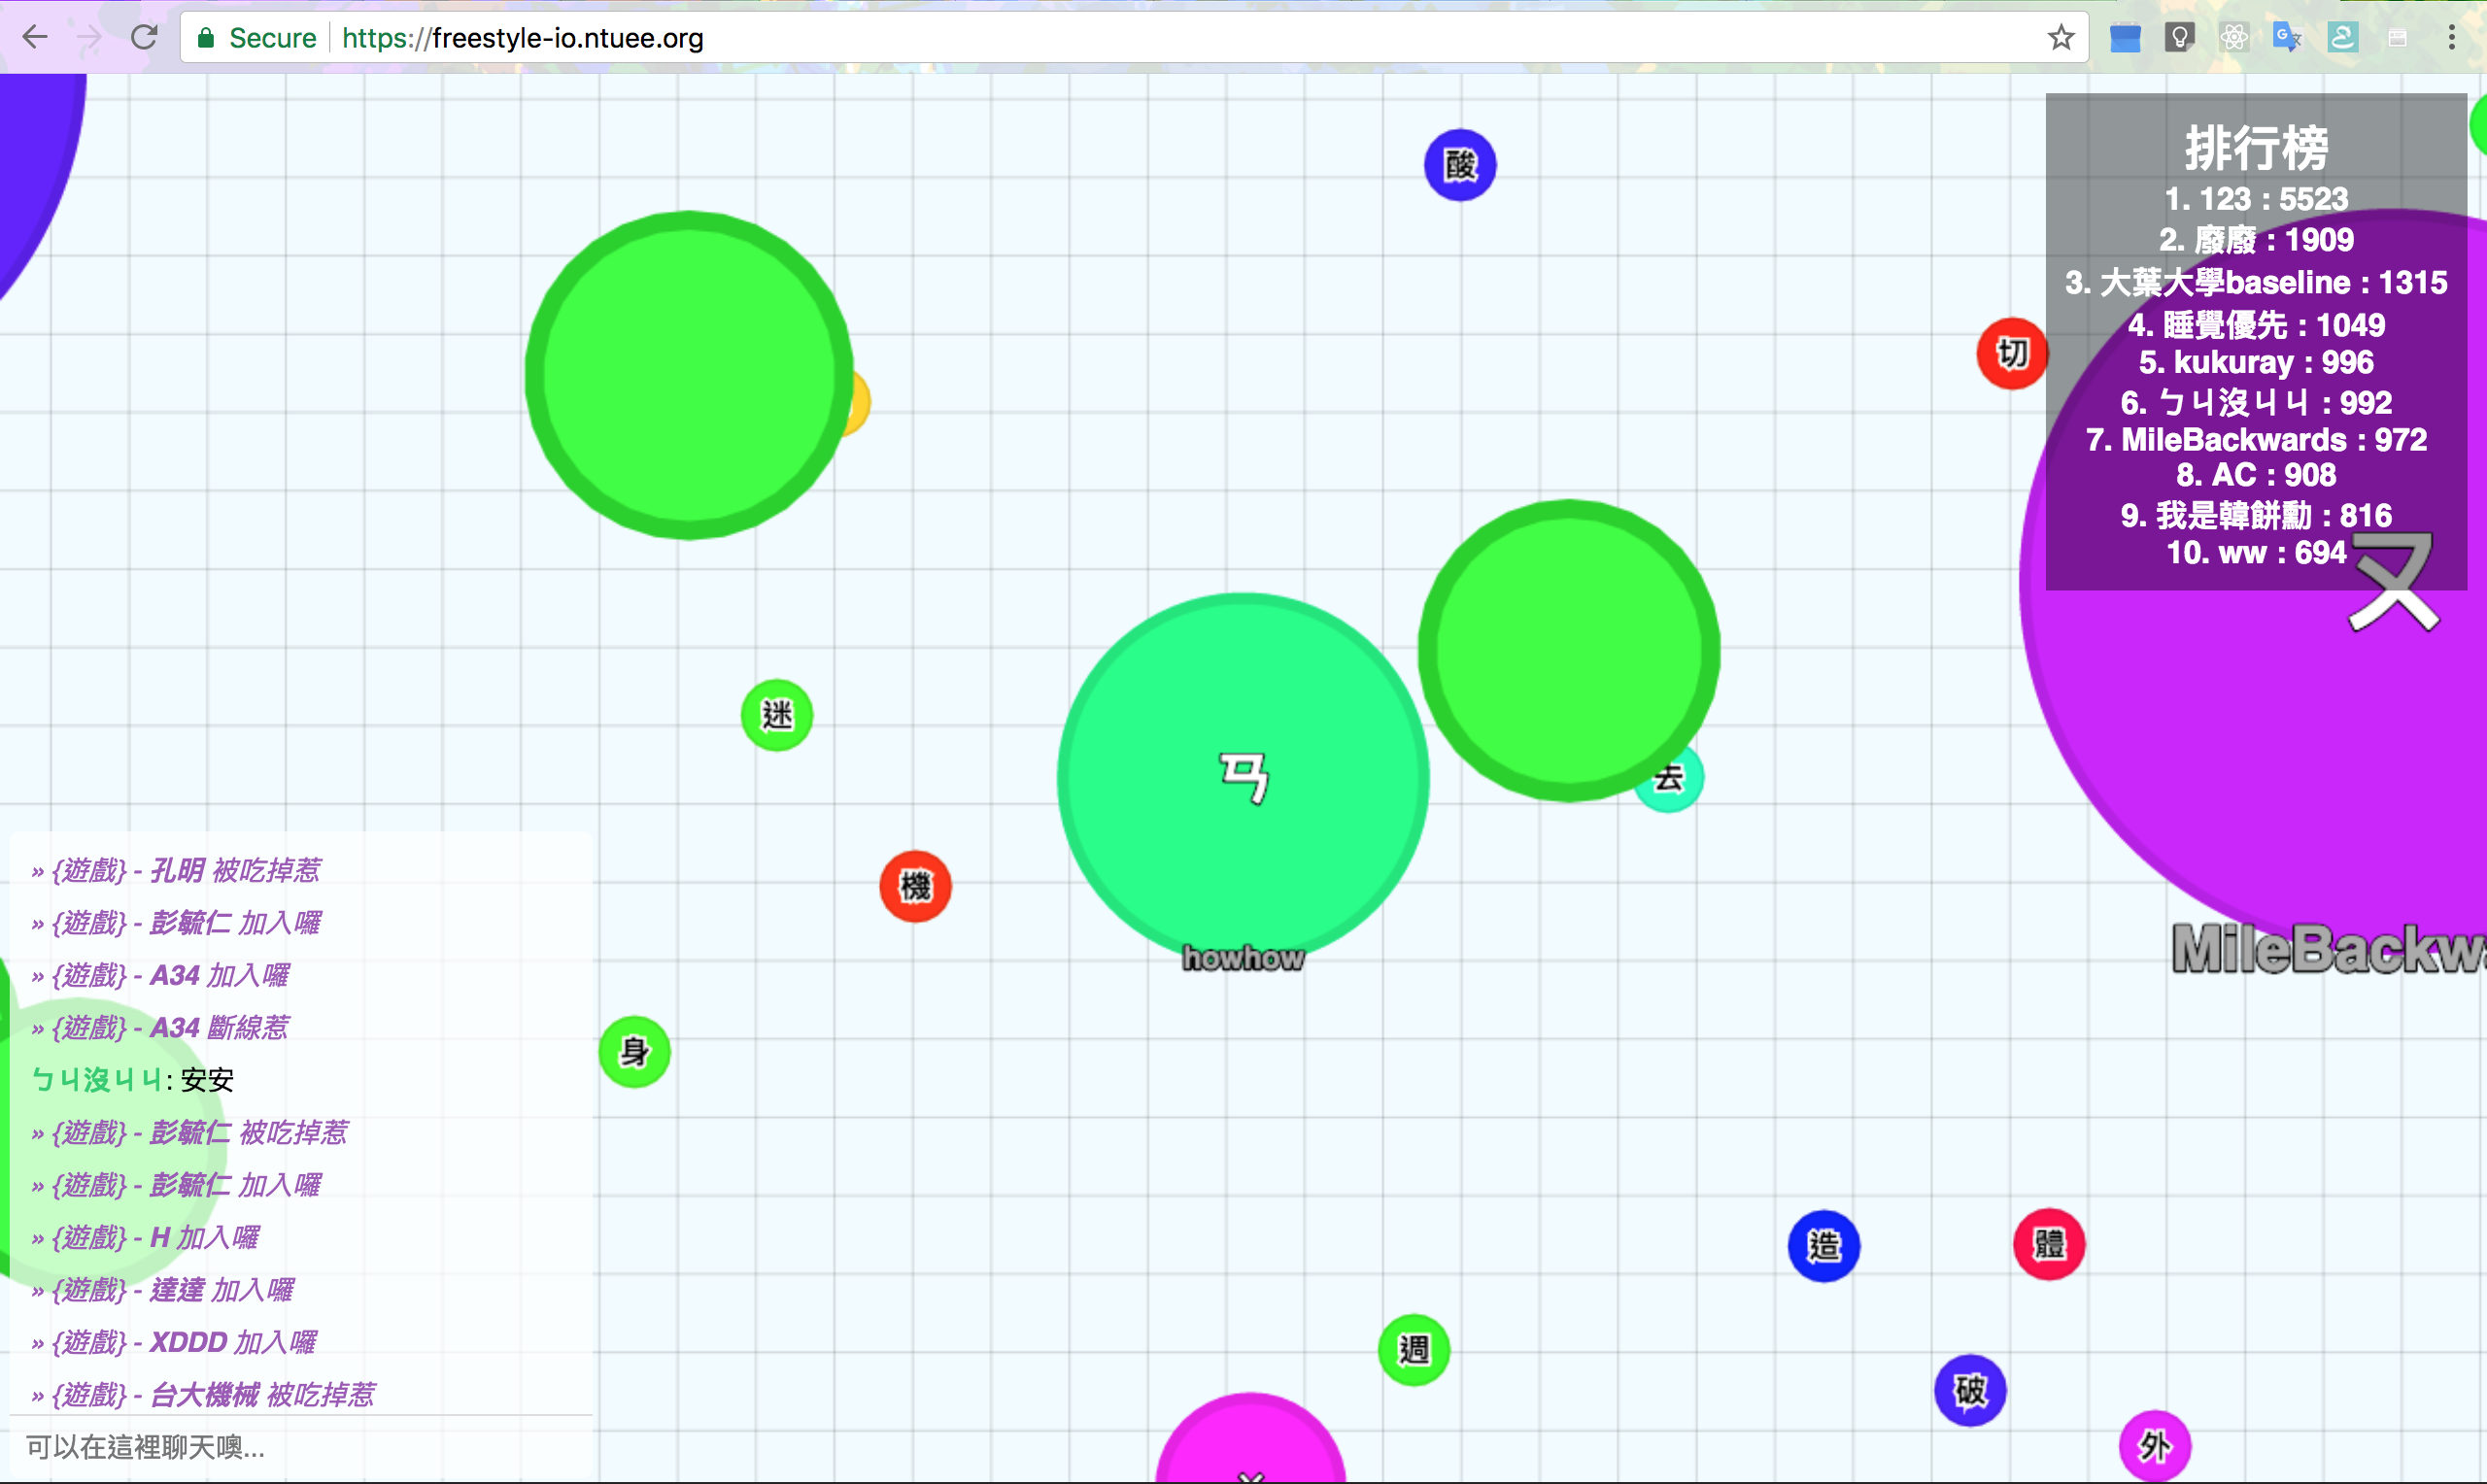 Secure https://freestyle-io.ntuee.org
排行榜
1. 123 : 5523
2. 廢廢 : 1909
3. 大葉大學baseline : 1315
4. 睡覺優先 : 1049
5. kukuray : 996
6. ㄅㄐ沒ㄐㄐ : 992
7. MileBackwards : 972
8. AC : 908
9. 我是韓餅勳 : 816
10. ww : 694
酸
切
ㄡ
迷
ㄢ
去
機
howhow
MileBackwa
身
造
體
週
破
外
» {遊戲} - 孔明 被吃掉惹
» {遊戲} - 彭毓仁 加入囉
» {遊戲} - A34 加入囉
» {遊戲} - A34 斷線惹
ㄅㄐ沒ㄐㄐ: 安安
» {遊戲} - 彭毓仁 被吃掉惹
» {遊戲} - 彭毓仁 加入囉
» {遊戲} - H 加入囉
» {遊戲} - 達達 加入囉
» {遊戲} - XDDD 加入囉
» {遊戲} - 台大機械 被吃掉惹
可以在這裡聊天噢...